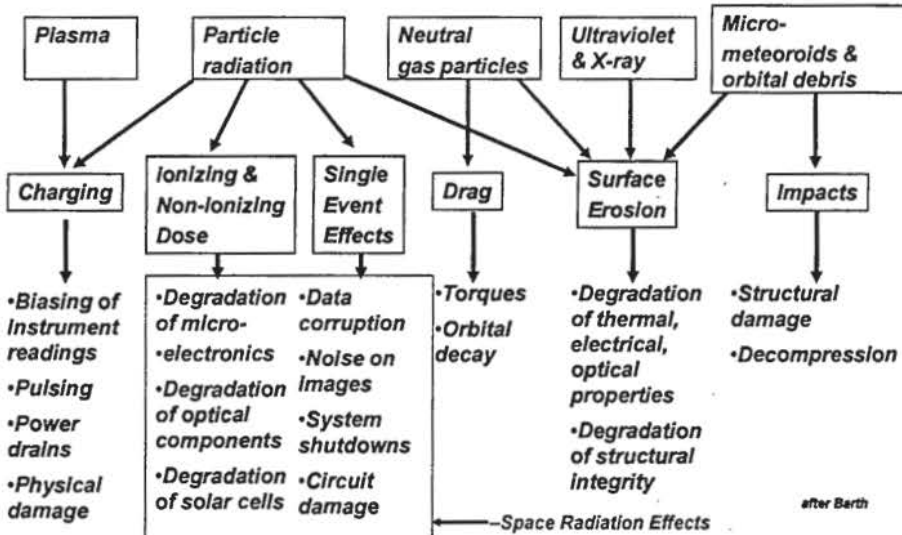 Plasma
Particle
radiation
Neutral
gas particles
Ultraviolet
& X-ray
Micro-
meteoroids &
orbital debris
Charging
Ionizing &
Non-Ionizing
Dose
Single
Event
Effects
Drag
Surface
Erosion
Impacts
•Biasing of
Instrument
readings
•Pulsing
•Power
drains
•Physical
damage
•Degradation
of micro-
•electronics
•Degradation
of optical
components
•Degradation
of solar cells
•Data
corruption
•Noise on
images
•System
shutdowns
•Circuit
damage
•Torques
•Orbital
decay
•Degradation
of thermal,
electrical,
optical
properties
•Degradation
of structural
integrity
•Structural
damage
•Decompression
–Space Radiation Effects
after Barth